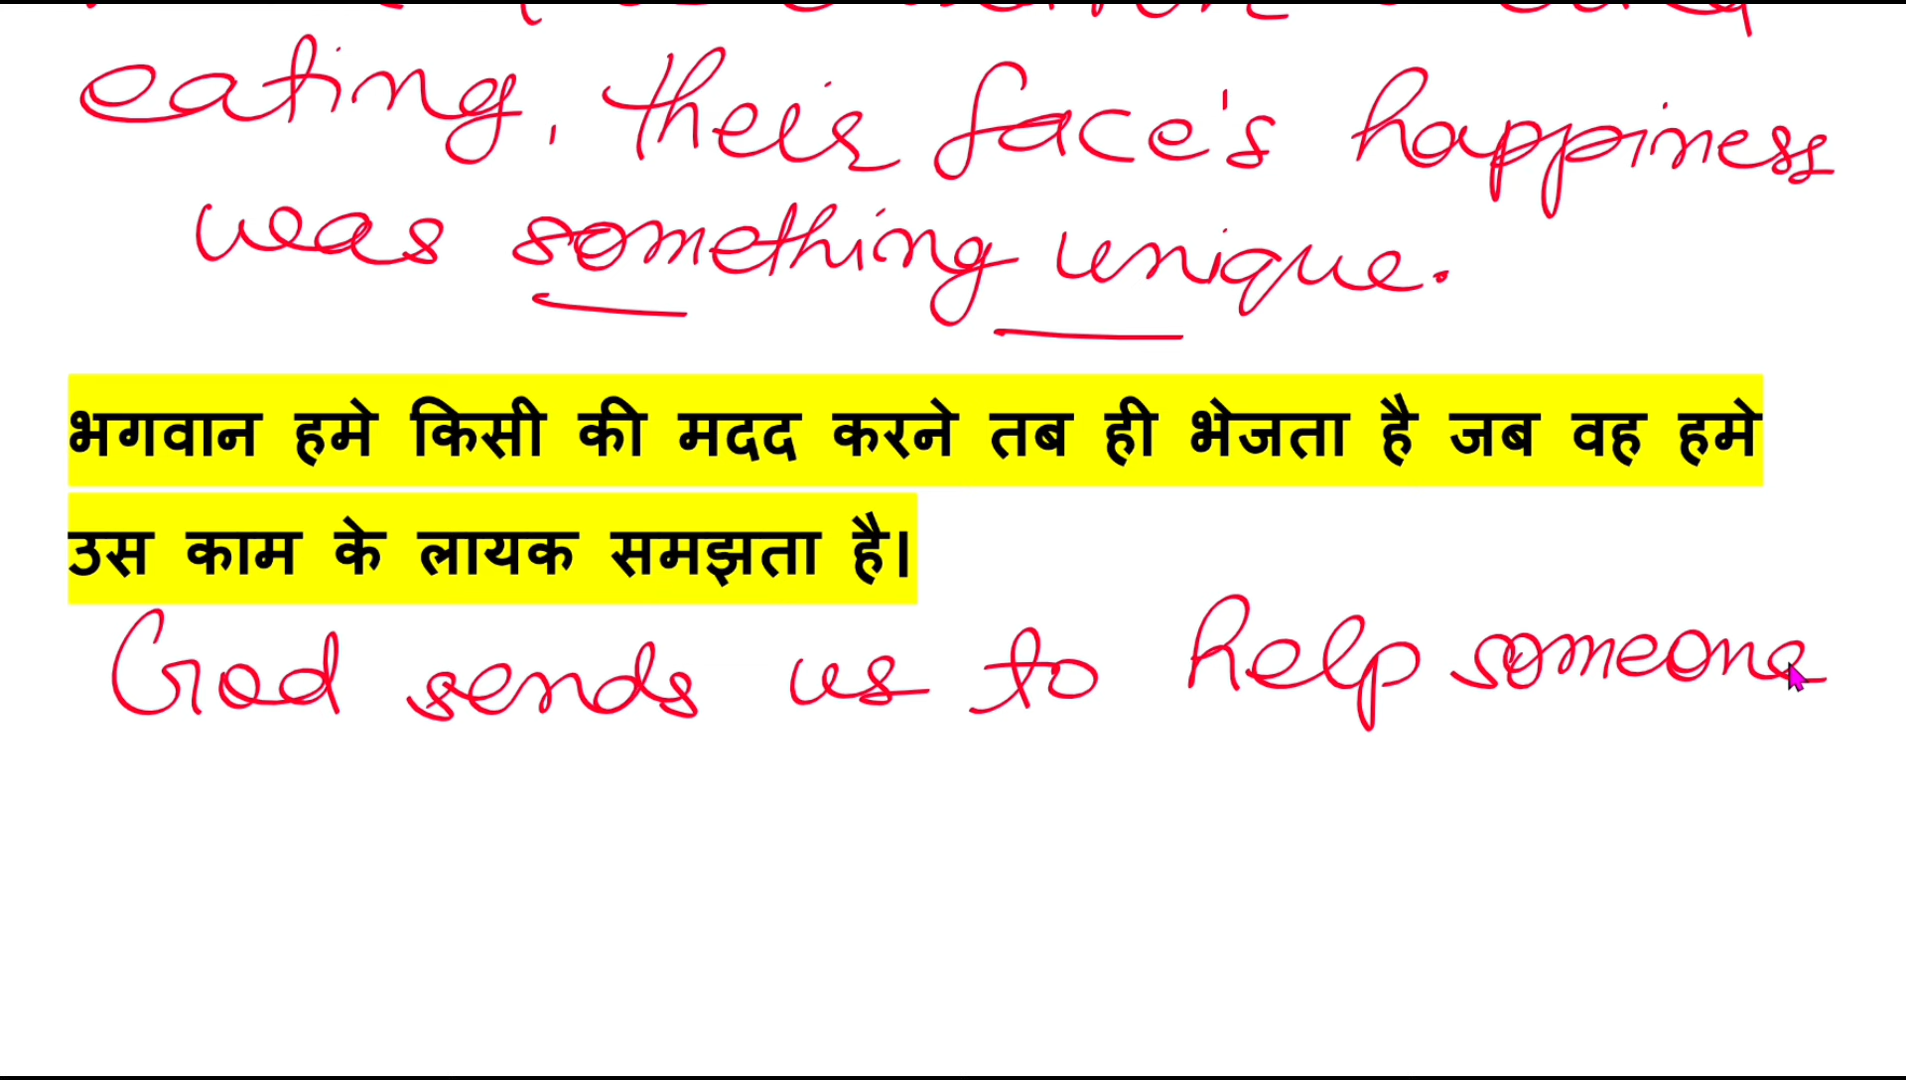 eating, their face's happiness
was something unique.
भगवान हमे किसी की मदद करने तब ही भेजता है जब वह हमे
उस काम के लायक समझता है।
God sends us to help someone